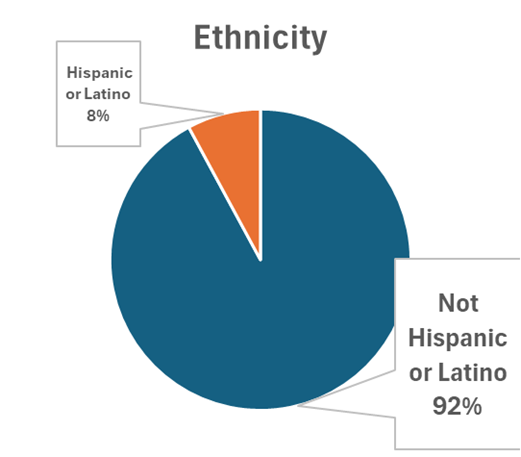 Ethnicity
Hispanic
or Latino
8%
Not
Hispanic
or Latino
92%